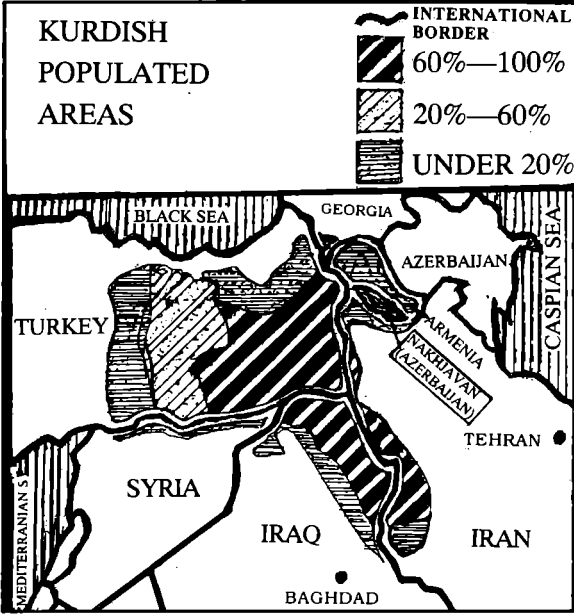 KURDISH
POPULATED
AREAS
INTERNATIONAL
BORDER
60%—100%
20%—60%
UNDER 20%
BLACK SEA
GEORGIA
AZERBAIJAN
CASPIAN SEA
TURKEY
ARMENIA
NAKHJAVAN
(AZERBAIJAN)
TEHRAN
SYRIA
IRAQ
IRAN
MEDITERRANIAN S
BAGHDAD